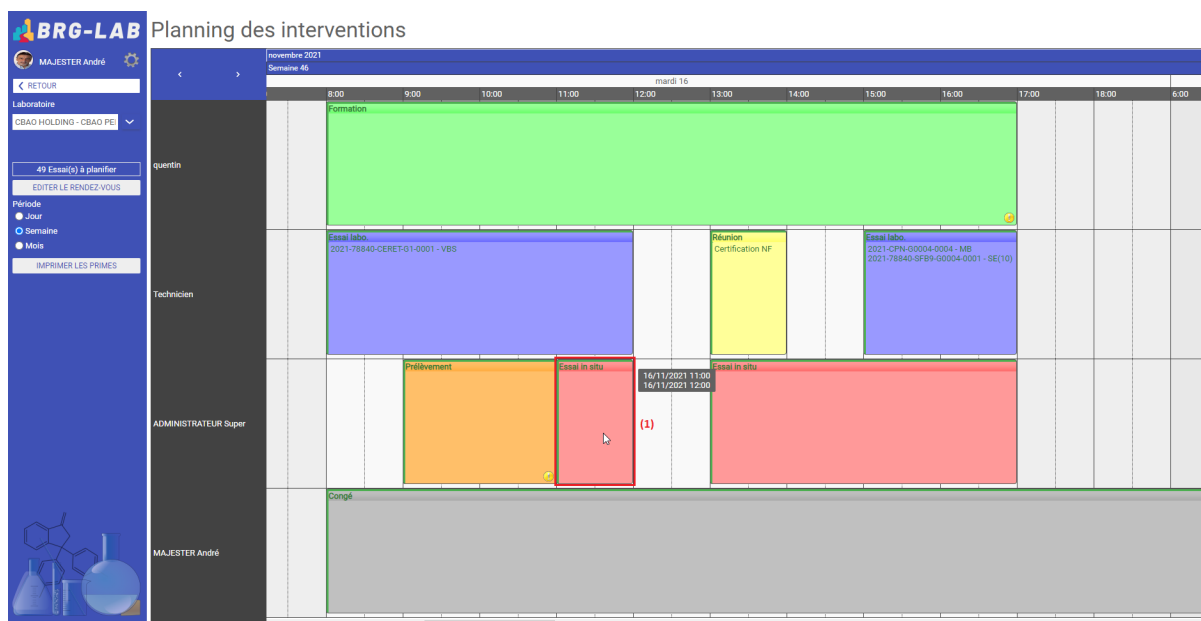 BRG-LAB
Planning des interventions
MAJESTER André
RETOUR
Laboratoire
CBAO HOLDING - CBAO PE
49 Essai(s) à planifier
EDITER LE RENDEZ-VOUS
Période
Jour
Semaine
Mois
IMPRIMER LES PRIMES
novembre 2021
Semaine 46
mardi 16
8:00 9:00 10:00 11:00 12:00 13:00 14:00 15:00 16:00 17:00 18:00 6:00
quentin
Formation
Technicien
Essai labo.
2021-78840-CERET-G1-0001 - VBS
Réunion
Certification NF
Essai labo.
2021-CPN-G0004-0004 - MB
2021-78840-SFB9-G0004-0001 - SE(10)
ADMINISTRATEUR Super
Prélèvement
Essai in situ
16/11/2021 11:00
16/11/2021 12:00
(1)
Essai in situ
MAJESTER André
Congé